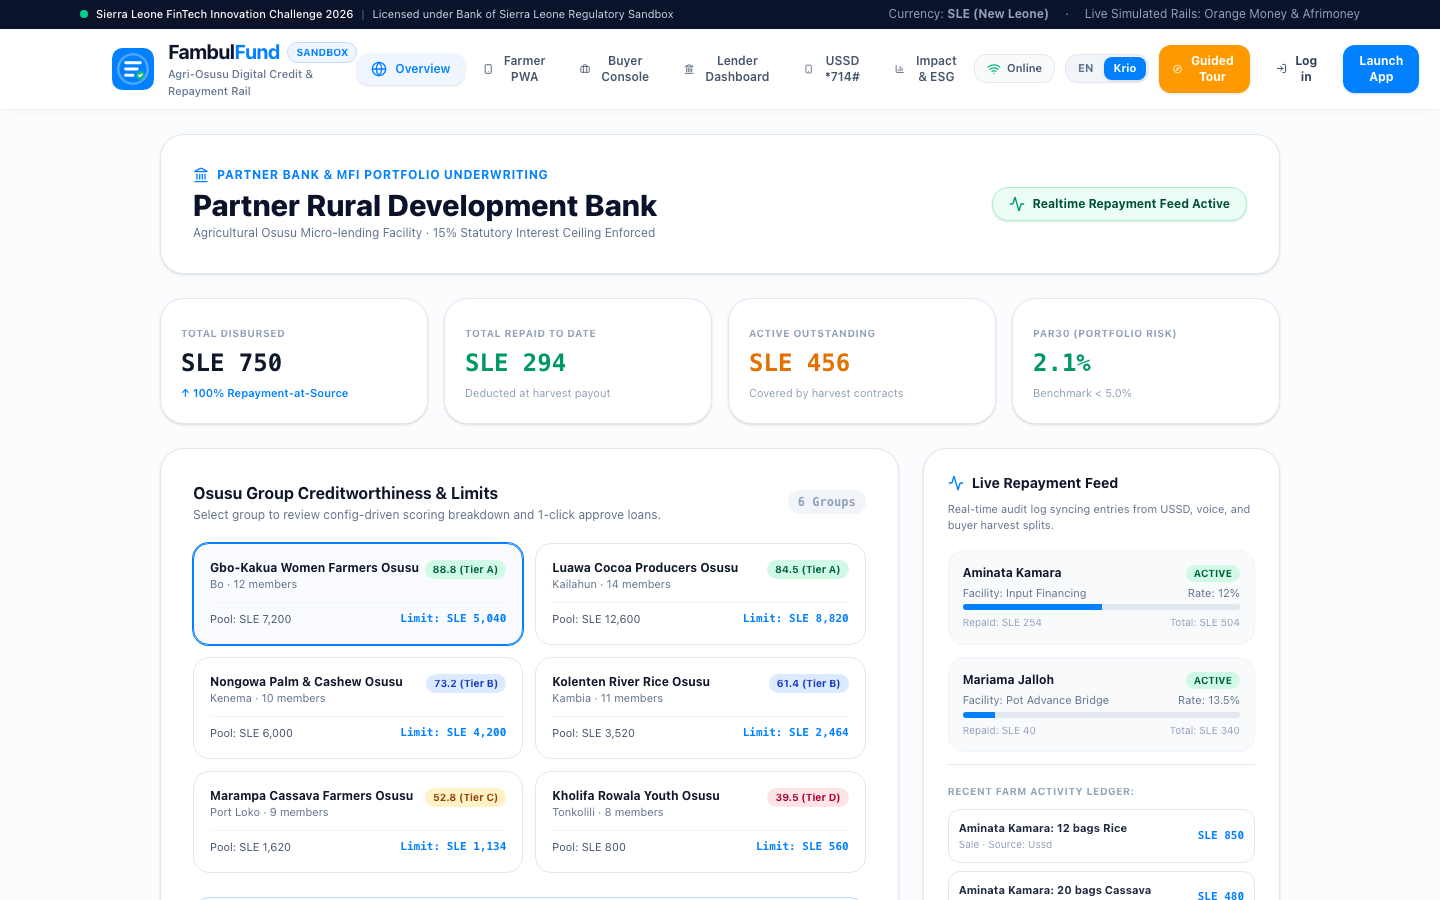 Sierra Leone FinTech Innovation Challenge 2026 | Licensed under Bank of Sierra Leone Regulatory Sandbox
Currency: SLE (New Leone) · Live Simulated Rails: Orange Money & Afrimoney
FambulFund SANDBOX
Agri-Osusu Digital Credit &
Repayment Rail
Overview
Farmer
PWA
Buyer
Console
Lender
Dashboard
USSD
*714#
Impact
& ESG
Online
EN Krio
Guided
Tour
Log
in
Launch
App
PARTNER BANK & MFI PORTFOLIO UNDERWRITING
Partner Rural Development Bank
Agricultural Osusu Micro-lending Facility · 15% Statutory Interest Ceiling Enforced
Realtime Repayment Feed Active
TOTAL DISBURSED
SLE 750
↑ 100% Repayment-at-Source
TOTAL REPAID TO DATE
SLE 294
Deducted at harvest payout
ACTIVE OUTSTANDING
SLE 456
Covered by harvest contracts
PAR30 (PORTFOLIO RISK)
2.1%
Benchmark < 5.0%
Osusu Group Creditworthiness & Limits
Select group to review config-driven scoring breakdown and 1-click approve loans.
6 Groups
Gbo-Kakua Women Farmers Osusu 88.8 (Tier A)
Bo · 12 members
Pool: SLE 7,200 Limit: SLE 5,040
Luawa Cocoa Producers Osusu 84.5 (Tier A)
Kailahun · 14 members
Pool: SLE 12,600 Limit: SLE 8,820
Nongowa Palm & Cashew Osusu 73.2 (Tier B)
Kenema · 10 members
Pool: SLE 6,000 Limit: SLE 4,200
Kolenten River Rice Osusu 61.4 (Tier B)
Kambia · 11 members
Pool: SLE 3,520 Limit: SLE 2,464
Marampa Cassava Farmers Osusu 52.8 (Tier C)
Port Loko · 9 members
Pool: SLE 1,620 Limit: SLE 1,134
Kholifa Rowala Youth Osusu 39.5 (Tier D)
Tonkolili · 8 members
Pool: SLE 800 Limit: SLE 560
Live Repayment Feed
Real-time audit log syncing entries from USSD, voice, and
buyer harvest splits.
Aminata Kamara ACTIVE
Facility: Input Financing Rate: 12%
Repaid: SLE 254 Total: SLE 504
Mariama Jalloh ACTIVE
Facility: Pot Advance Bridge Rate: 13.5%
Repaid: SLE 40 Total: SLE 340
RECENT FARM ACTIVITY LEDGER:
Aminata Kamara: 12 bags Rice
Sale · Source: Ussd
SLE 850
Aminata Kamara: 20 bags Cassava
SLE 480